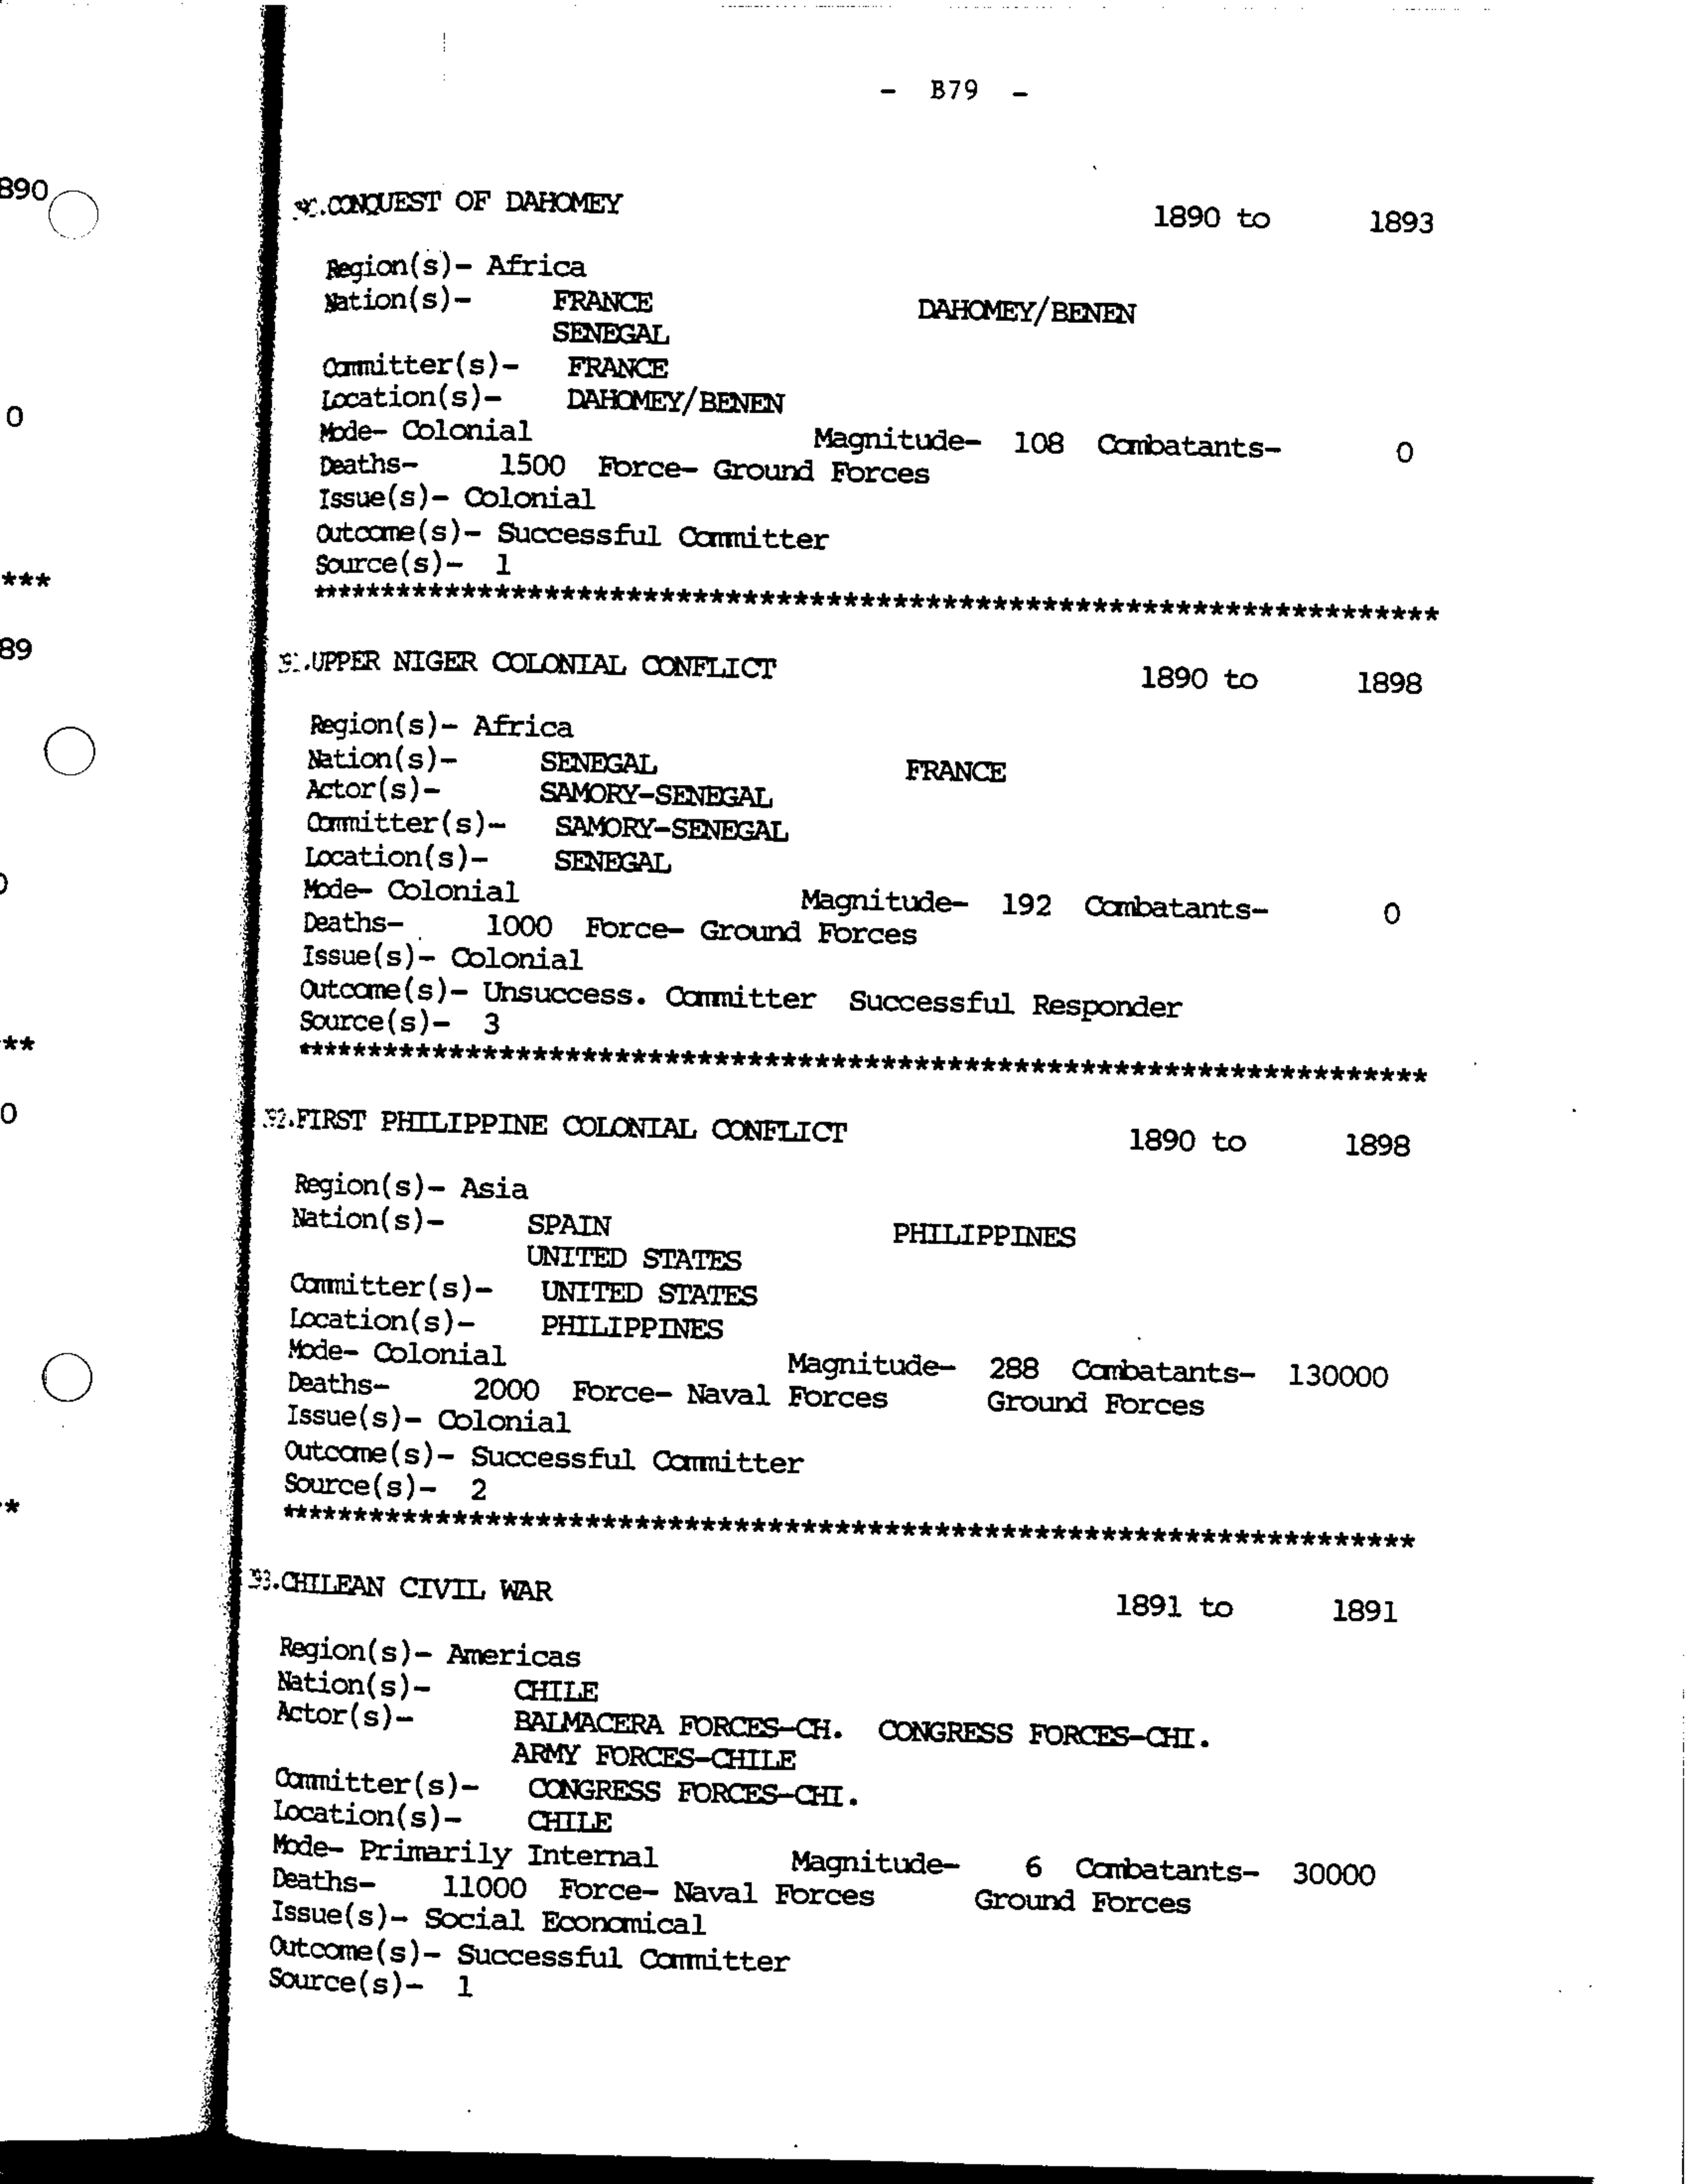 - B79 -
890
CONQUEST OF DAHOMEY 1890 to 1893
Region(s)- Africa
Nation(s)- FRANCE DAHOMEY/BENEN
SENEGAL
Committer(s)- FRANCE
Location(s)- DAHOMEY/BENEN
0
Mode- Colonial Magnitude- 108 Combatants- 0
Deaths- 1500 Force- Ground Forces
Issue(s)- Colonial
Outcome(s)- Successful Committer
Source(s)- 1
***
**********************************************************************
89
.UPPER NIGER COLONIAL CONFLICT 1890 to 1898
Region(s)- Africa
Nation(s)- SENEGAL FRANCE
Actor(s)- SAMORY-SENEGAL
Committer(s)- SAMORY-SENEGAL
Location(s)- SENEGAL
Mode- Colonial Magnitude- 192 Combatants- 0
Deaths- 1000 Force- Ground Forces
Issue(s)- Colonial
Outcome(s)- Unsuccess. Committer Successful Responder
Source(s)- 3
**
**********************************************************************
0
.FIRST PHILIPPINE COLONIAL CONFLICT 1890 to 1898
Region(s)- Asia
Nation(s)- SPAIN PHILIPPINES
UNITED STATES
Committer(s)- UNITED STATES
Location(s)- PHILIPPINES
Mode- Colonial Magnitude- 288 Combatants- 130000
Deaths- 2000 Force- Naval Forces Ground Forces
Issue(s)- Colonial
Outcome(s)- Successful Committer
Source(s)- 2
*
**********************************************************************
93.CHILEAN CIVIL WAR 1891 to 1891
Region(s)- Americas
Nation(s)- CHILE
Actor(s)- BALMACERA FORCES-CH. CONGRESS FORCES-CHI.
ARMY FORCES-CHILE
Committer(s)- CONGRESS FORCES-CHI.
Location(s)- CHILE
Mode- Primarily Internal Magnitude- 6 Combatants- 30000
Deaths- 11000 Force- Naval Forces Ground Forces
Issue(s)- Social Economical
Outcome(s)- Successful Committer
Source(s)- 1